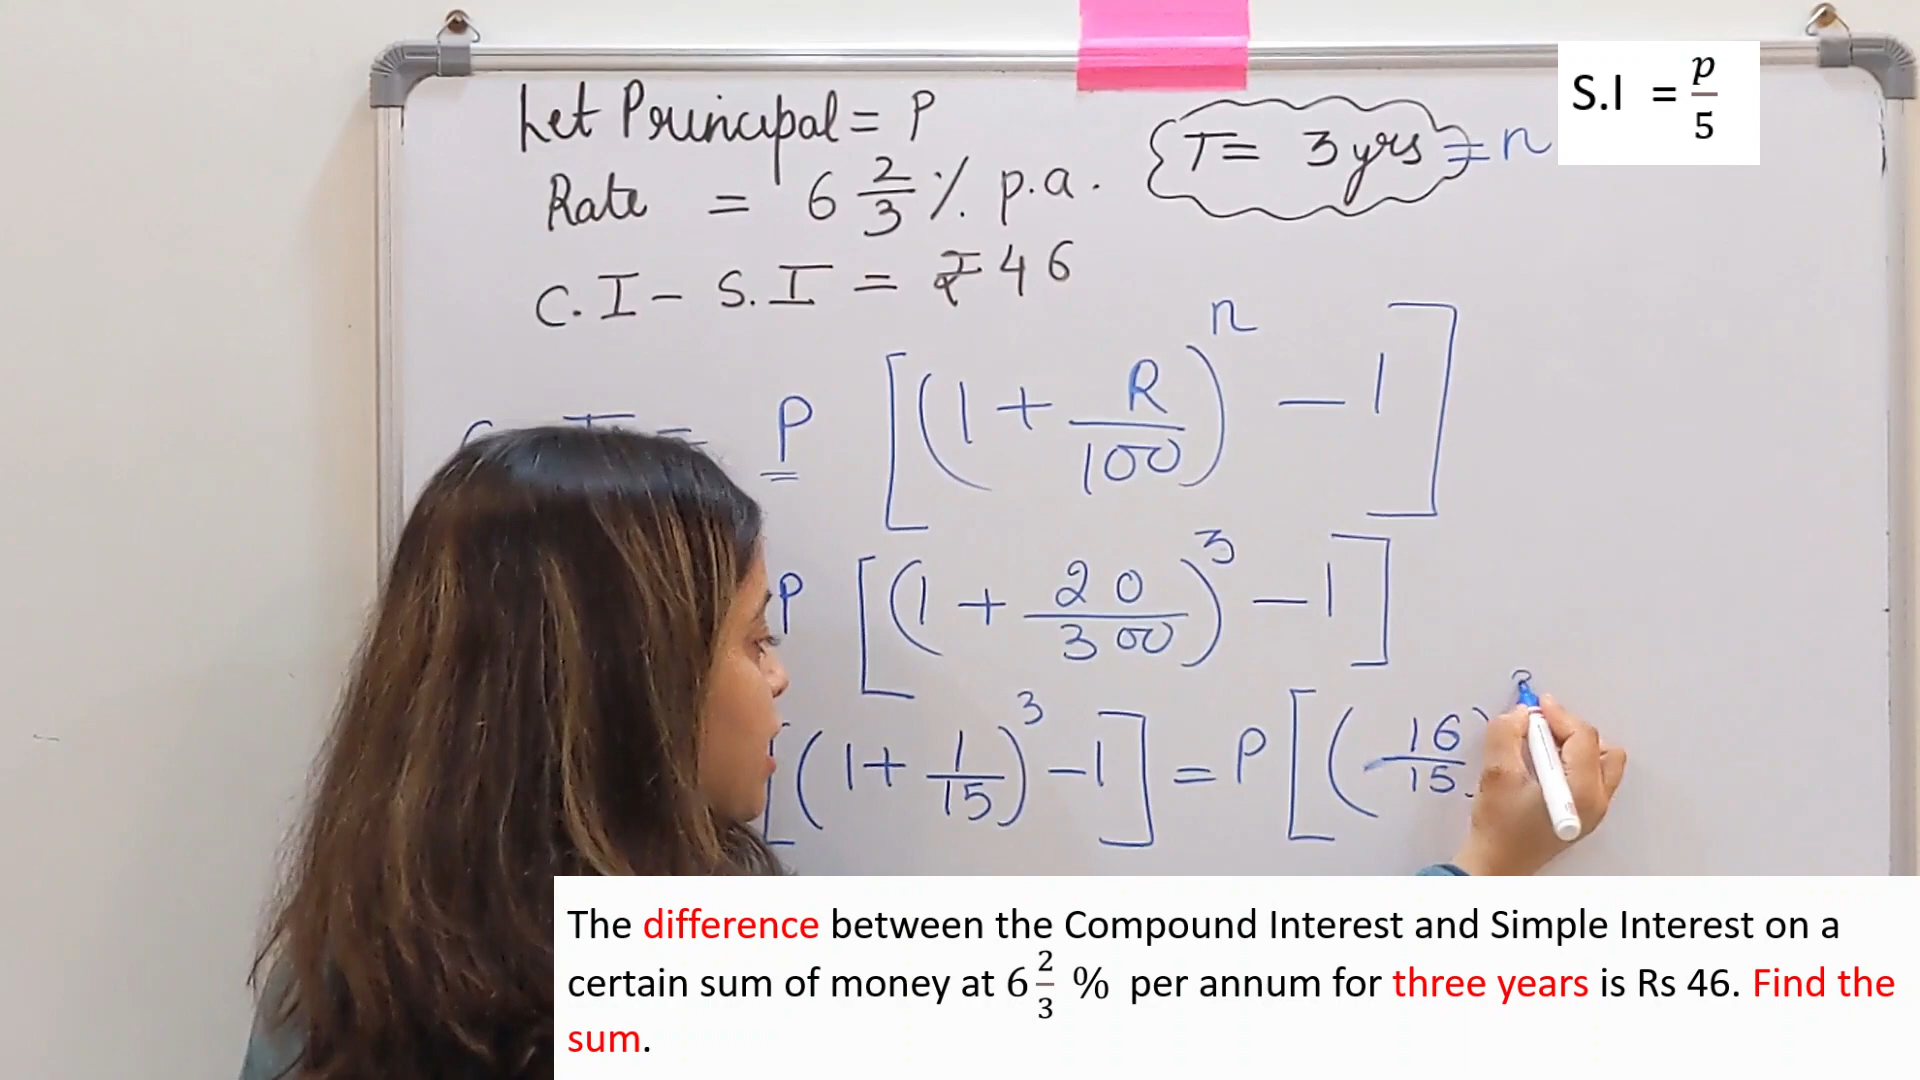 Let Principal = P
T = 3 yrs = n
S.I = p/5
Rate = 6 2/3 % p.a.
C.I - S.I = ₹46
P [(1 + R/100)^n - 1]
P [(1 + 20/300)^3 - 1]
[(1 + 1/15)^3 - 1] = P [(16/15)
The difference between the Compound Interest and Simple Interest on a
certain sum of money at 6 2/3 % per annum for three years is Rs 46. Find the
sum.